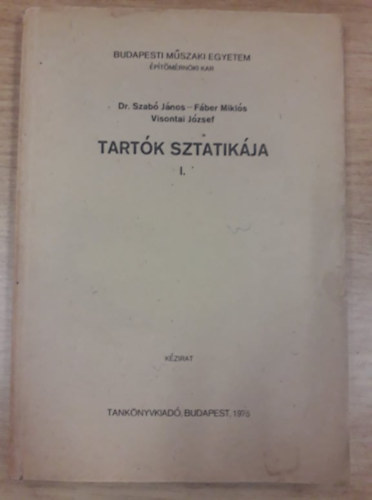 BUDAPESTI MŰSZAKI EGYETEM
ÉPÍTŐMÉRNÖKI KAR
Dr. Szabó János – Fáber Miklós
Visontai József
TARTÓK SZTATIKÁJA
I.
KÉZIRAT
TANKÖNYVKIADÓ, BUDAPEST,